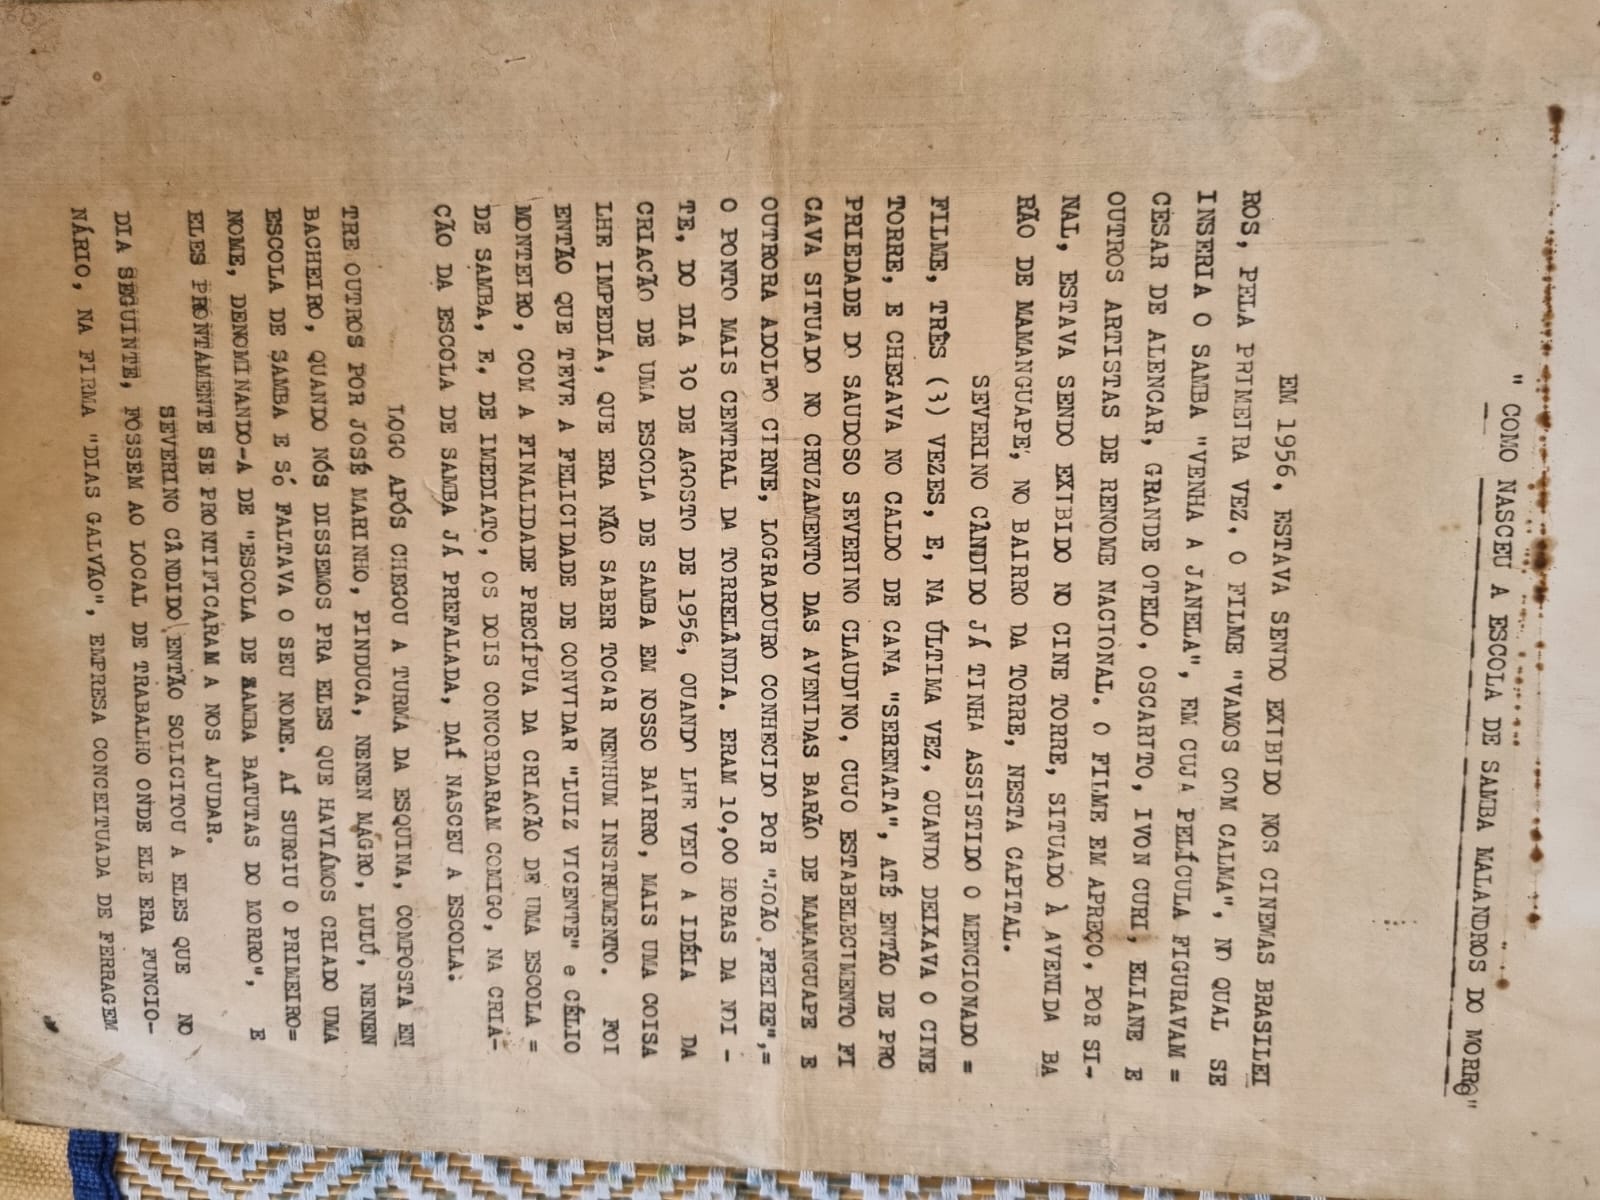 " COMO NASCEU A ESCOLA DE SAMBA MALANDROS DO MORRO"
EM 1956, ESTAVA SENDO EXIBIDO NOS CINEMAS BRASILEI
ROS, PELA PRIMEIRA VEZ, O FILME "VAMOS COM CALMA", NO QUAL SE
INSERIA O SAMBA "VENHA A JANELA", EM CUJA PELÍCULA FIGURAVAM =
CÉSAR DE ALENCAR, GRANDE OTELO, OSCARITO, IVON CURI, ELIANE E
OUTROS ARTISTAS DE RENOME NACIONAL. O FILME EM APREÇO, POR SI-
NAL, ESTAVA SENDO EXIBIDO NO CINE TORRE, SITUADO À AVENIDA BA
RÃO DE MAMANGUAPE, NO BAIRRO DA TORRE, NESTA CAPITAL.
SEVERINO CÂNDIDO JÁ TINHA ASSISTIDO O MENCIONADO =
FILME, TRÊS (3) VEZES, E, NA ÚLTIMA VEZ, QUANDO DEIXAVA O CINE
TORRE, E CHEGAVA NO CALDO DE CANA "SERENATA", ATÉ ENTÃO DE PRO
PRIEDADE DO SAUDOSO SEVERINO CLAUDINO, CUJO ESTABELECIMENTO FI
CAVA SITUADO NO CRUZAMENTO DAS AVENIDAS BARÃO DE MAMANGUAPE E
OUTRORA ADOLFO CIRNE, LOGRADOURO CONHECIDO POR "JOÃO FREIRE",=
O PONTO MAIS CENTRAL DA TORRELÂNDIA. ERAM 10,00 HORAS DA NOI -
TE, DO DIA 30 DE AGOSTO DE 1956, QUANDO LHE VEIO A IDÉIA DA
CRIAÇÃO DE UMA ESCOLA DE SAMBA EM NOSSO BAIRRO, MAIS UMA COISA
LHE IMPEDIA, QUE ERA NÃO SABER TOCAR NENHUM INSTRUMENTO. FOI
ENTÃO QUE TEVE A FELICIDADE DE CONVIDAR "LUIZ VICENTE" e CÉLIO
MONTEIRO, COM A FINALIDADE PRECÍPUA DA CRIAÇÃO DE UMA ESCOLA =
DE SAMBA, E, DE IMEDIATO, OS DOIS CONCORDARAM COMIGO, NA CRIA-
ÇÃO DA ESCOLA DE SAMBA JÁ PREFALADA, DAÍ NASCEU A ESCOLA:
LOGO APÓS CHEGOU A TURMA DA ESQUINA, COMPOSTA EN
TRE OUTROS POR JOSÉ MARINHO, PINDUCA, NENEN MAGRO, LULÚ, NENEN
BACHEIRO, QUANDO NÓS DISSEMOS PRA ELES QUE HAVIÁMOS CRIADO UMA
ESCOLA DE SAMBA E SÓ FALTAVA O SEU NOME. AÍ SURGIU O PRIMEIRO=
NOME, DENOMINANDO-A DE "ESCOLA DE SAMBA BATUTAS DO MORRO", E
ELES PRONTAMENTE SE PRONTIFICARAM A NOS AJUDAR.
SEVERINO CÂNDIDO ENTÃO SOLICITOU A ELES QUE NO
DIA SEGUINTE, FOSSEM AO LOCAL DE TRABALHO ONDE ELE ERA FUNCIO-
NÁRIO, NA FIRMA "DIAS GALVÃO", EMPRESA CONCEITUADA DE FERRAGEM